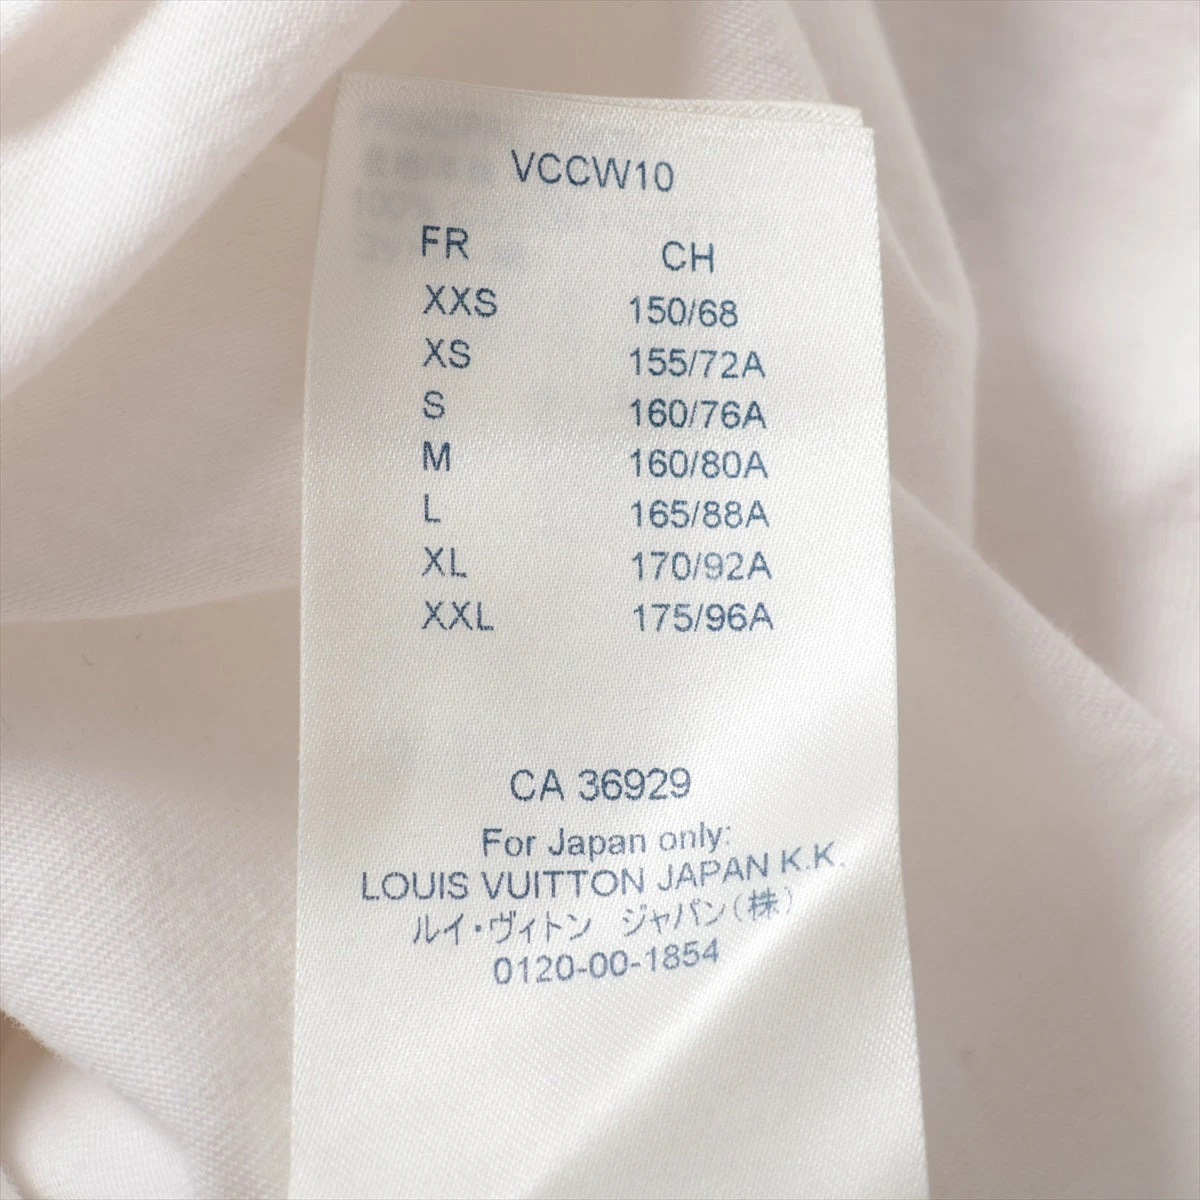 VCCW10
FR CH
XXS 150/68
XS 155/72A
S 160/76A
M 160/80A
L 165/88A
XL 170/92A
XXL 175/96A
CA 36929
For Japan only:
LOUIS VUITTON JAPAN K.K.
ルイ・ヴィトン ジャパン(株)
0120-00-1854